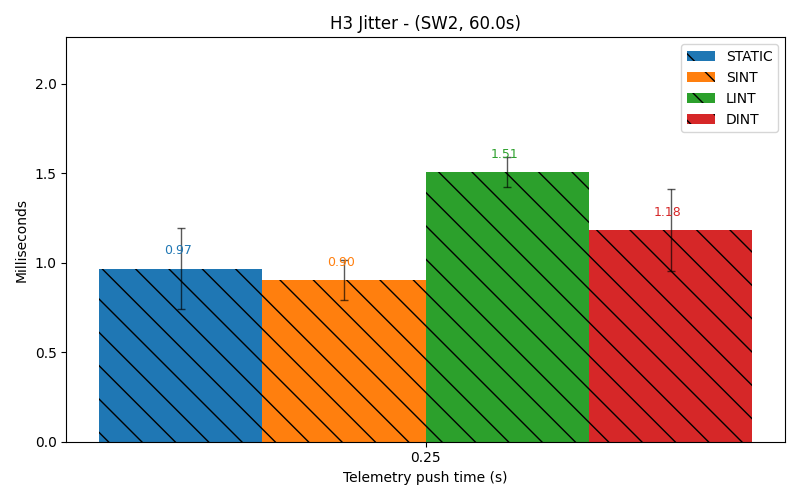 H3 Jitter - (SW2, 60.0s)
STATIC
SINT
LINT
DINT
2.0
1.5
1.0
0.5
0.0
Milliseconds
0.97
0.90
1.51
1.18
0.25
Telemetry push time (s)